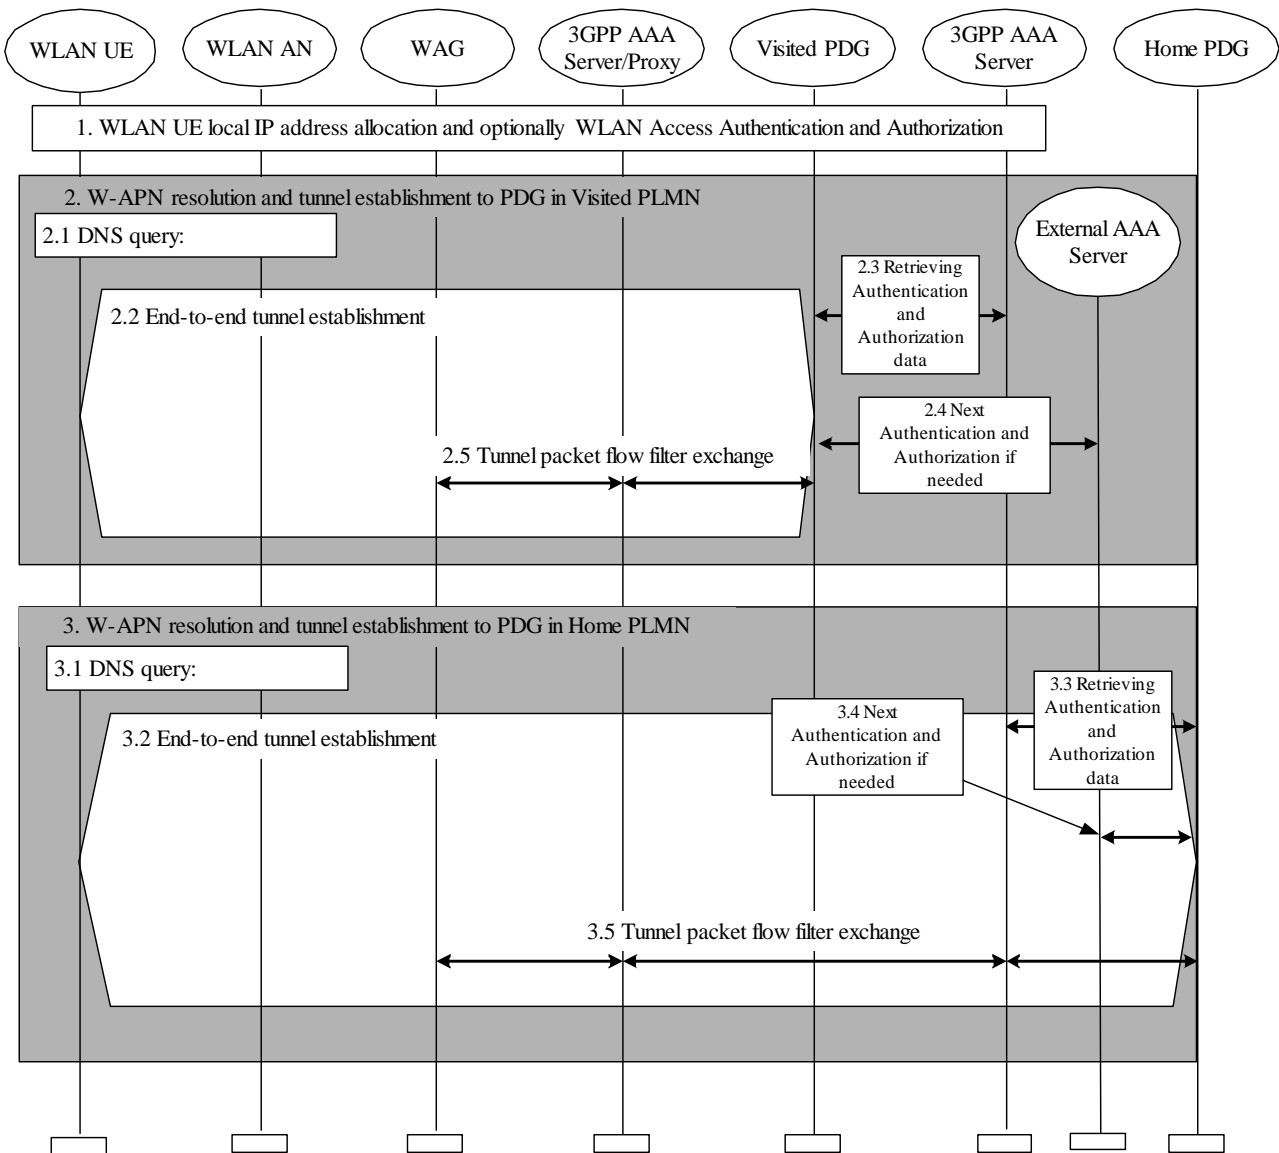 WLAN UE
WLAN AN
WAG
3GPP AAA
Server/Proxy
Visited PDG
3GPP AAA
Server
Home PDG
1. WLAN UE local IP address allocation and optionally WLAN Access Authentication and Authorization
2. W-APN resolution and tunnel establishment to PDG in Visited PLMN
2.1 DNS query:
External AAA
Server
2.3 Retrieving
Authentication
and
Authorization
data
2.2 End-to-end tunnel establishment
2.4 Next
Authentication and
Authorization if
needed
2.5 Tunnel packet flow filter exchange
3. W-APN resolution and tunnel establishment to PDG in Home PLMN
3.1 DNS query:
3.3 Retrieving
Authentication
and
Authorization
data
3.4 Next
Authentication and
Authorization if
needed
3.2 End-to-end tunnel establishment
3.5 Tunnel packet flow filter exchange